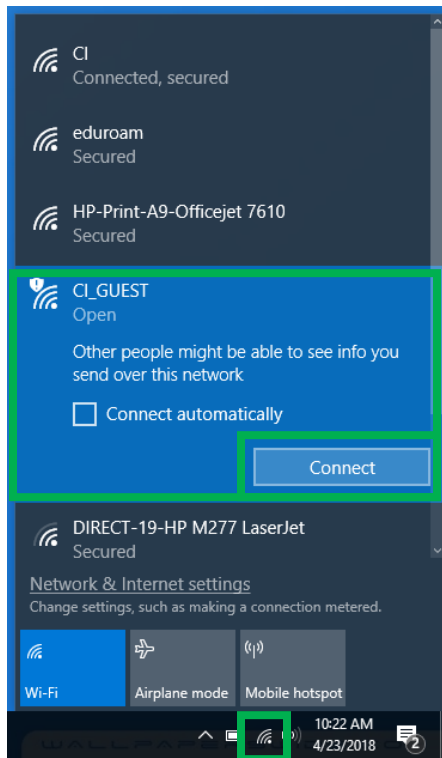 CI
Connected, secured
eduroam
Secured
HP-Print-A9-Officejet 7610
Secured
CI_GUEST
Open
Other people might be able to see info you
send over this network
Connect automatically
Connect
DIRECT-19-HP M277 LaserJet
Secured
Network & Internet settings
Change settings, such as making a connection metered.
Wi-Fi
Airplane mode
Mobile hotspot
10:22 AM
4/23/2018
2